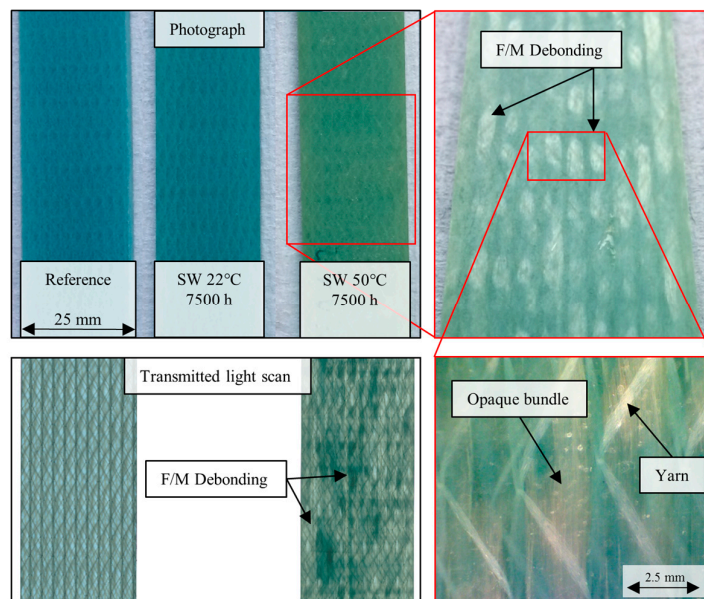 Photograph
F/M Debonding
Reference
SW 22°C
7500 h
SW 50°C
7500 h
25 mm
Transmitted light scan
F/M Debonding
Opaque bundle
Yarn
2.5 mm